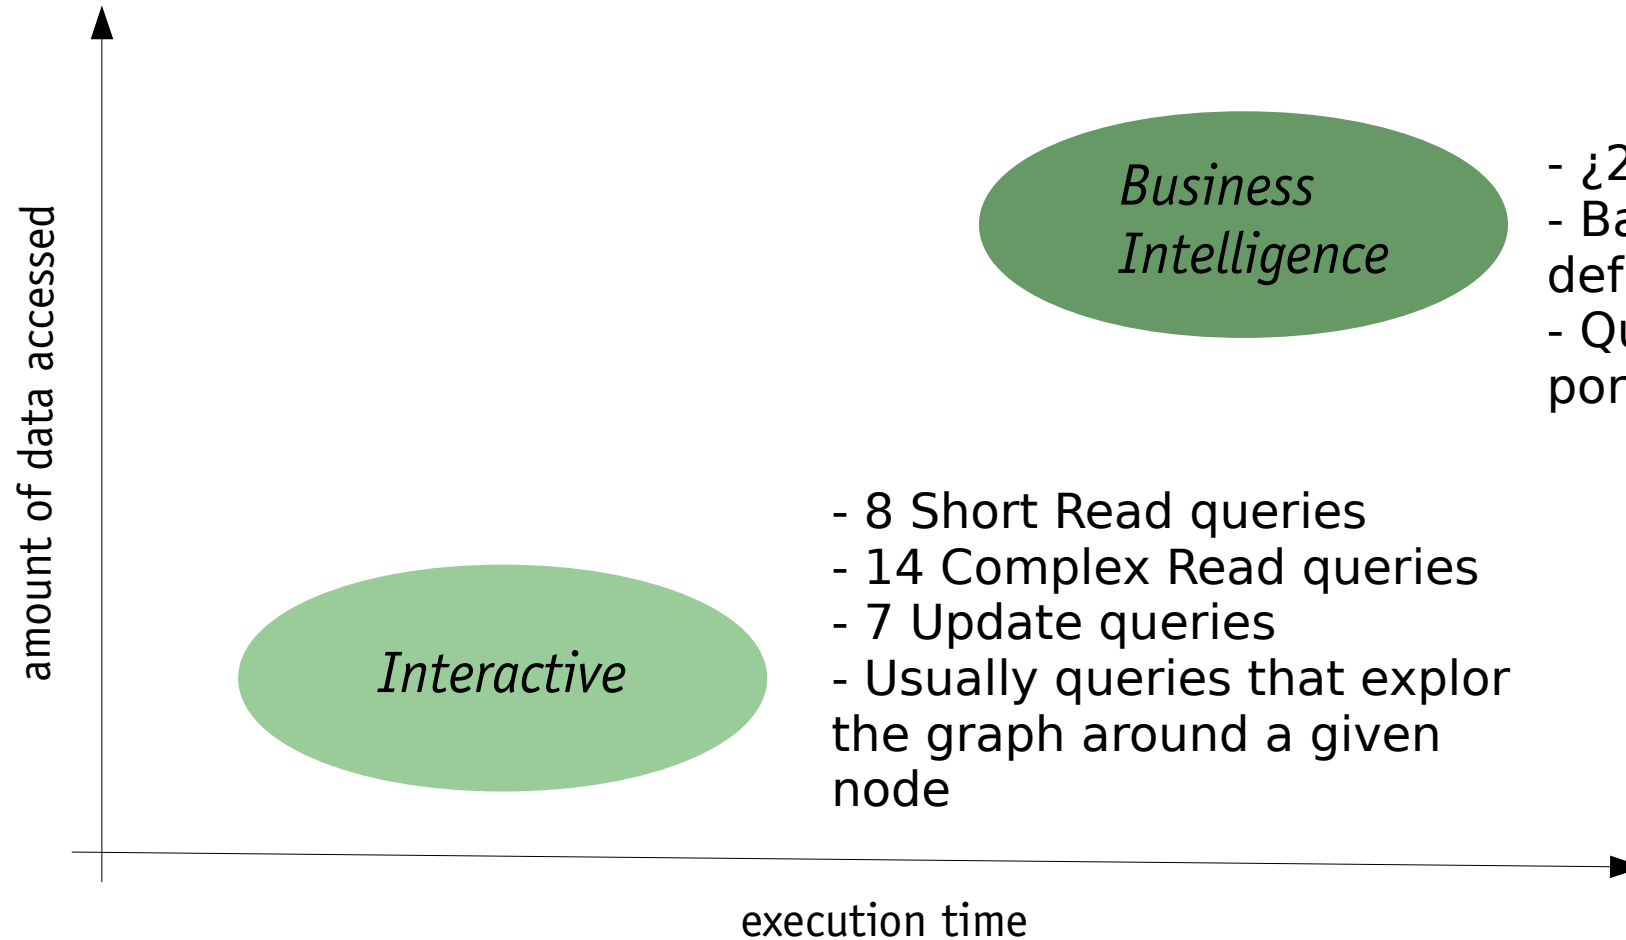 amount of data accessed
Business
Intelligence
- 8 Short Read queries
- 14 Complex Read queries
- 7 Update queries
- Usually queries that explor
the graph around a given
node
Interactive
execution time